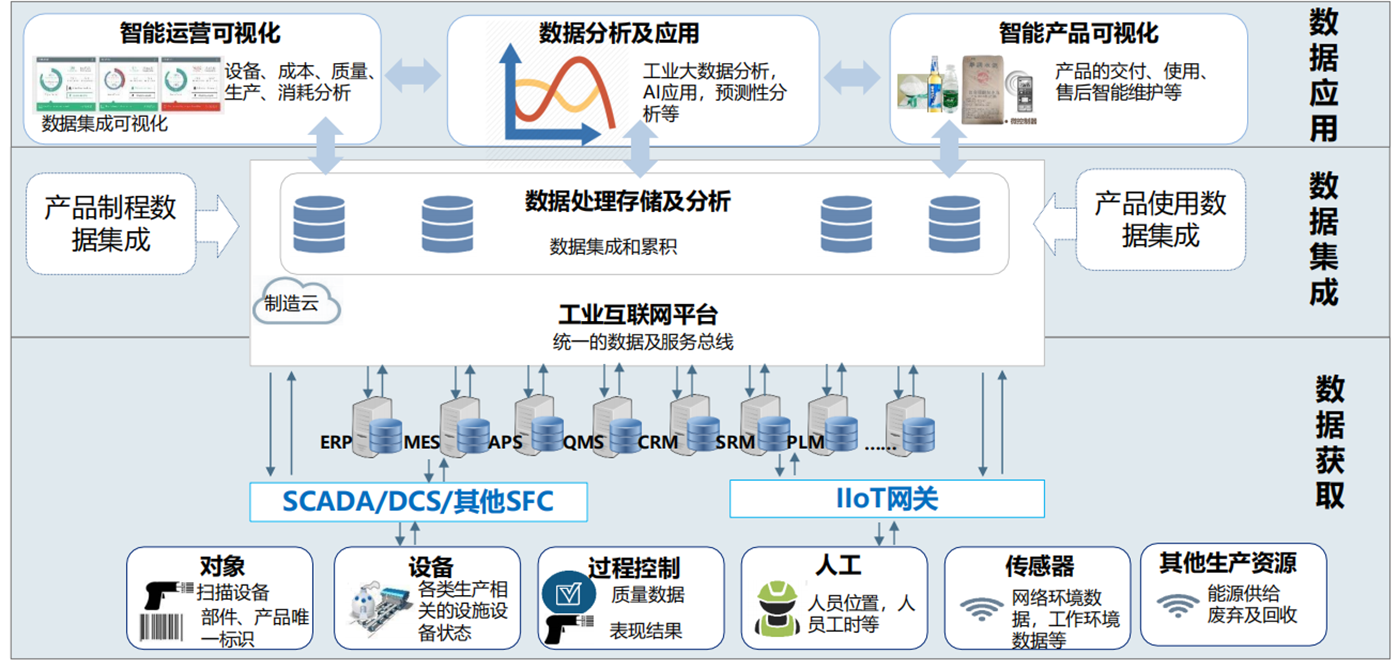 智能运营可视化
设备、成本、质量、
生产、消耗分析
数据集成可视化
数据分析及应用
工业大数据分析，
AI应用，预测性分
析等
智能产品可视化
产品的交付、使用、
售后智能维护等
微控制器
数据应用
产品制程数
据集成
数据处理存储及分析
数据集成和累积
制造云
工业互联网平台
统一的数据及服务总线
产品使用数
据集成
数据集成
ERP
MES
APS
QMS
CRM
SRM
PLM
......
数据获取
SCADA/DCS/其他SFC
IIoT网关
对象
扫描设备
部件、产品唯
一标识
设备
各类生产相
关的设施设
备状态
过程控制
质量数据
表现结果
人工
人员位置，人
员工时等
传感器
网络环境数
据，工作环境
数据等
其他生产资源
能源供给
废弃及回收